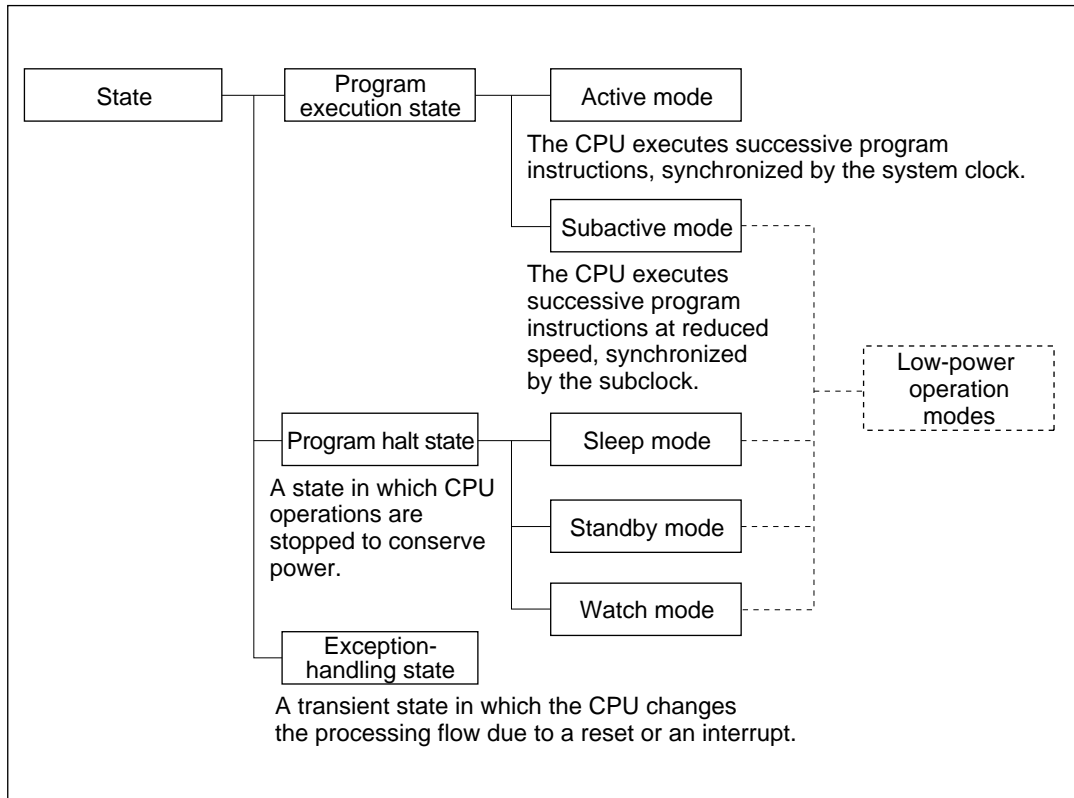 State
Program
execution state
Active mode
The CPU executes successive program
instructions, synchronized by the system clock.
Subactive mode
The CPU executes
successive program
instructions at reduced
speed, synchronized
by the subclock.
Low-power
operation
modes
Program halt state
A state in which CPU
operations are
stopped to conserve
power.
Sleep mode
Standby mode
Watch mode
Exception-
handling state
A transient state in which the CPU changes
the processing flow due to a reset or an interrupt.